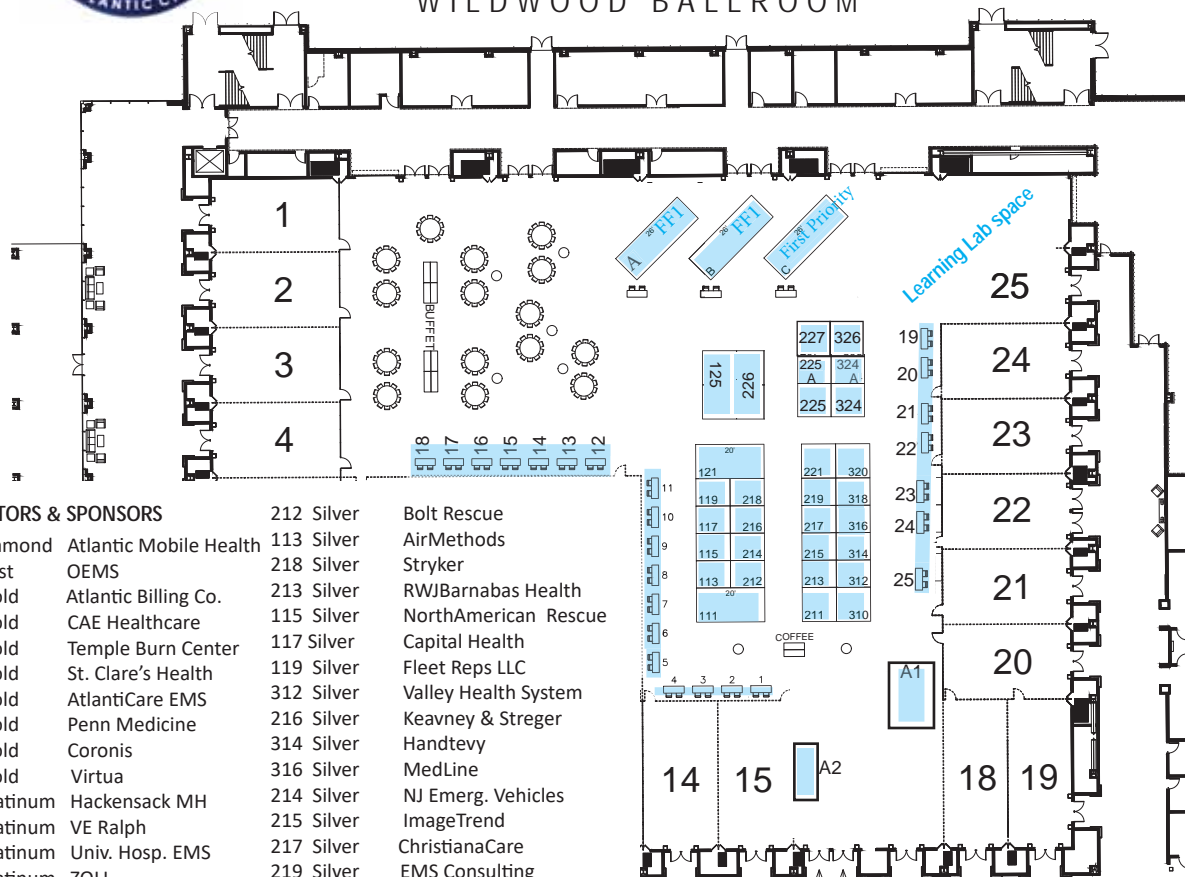 WILDWOOD BALLROOM
ATLANTIC C
1
2
3
4
BUFFET
A 26' FF1
B 26' FF1
C 26' First Priority
Learning Lab space
25
24
23
22
21
20
19
20
21
22
23
24
25
227 326
225 A 324 A
225 324
125 226
18 17 16 15 14 13 12
11
10
9
8
7
6
5
4 3 2 1
20'
121
119 218
117 216
115 214
113 212
20'
111
221 320
219 318
217 316
215 314
213 312
211 310
COFFEE
A1
A2
14
15
18
19
TORS & SPONSORS
mond Atlantic Mobile Health
st OEMS
old Atlantic Billing Co.
old CAE Healthcare
old Temple Burn Center
old St. Clare's Health
old AtlantiCare EMS
old Penn Medicine
old Coronis
old Virtua
atinum Hackensack MH
atinum VE Ralph
atinum Univ. Hosp. EMS
atinum ZOLL
212 Silver Bolt Rescue
113 Silver AirMethods
218 Silver Stryker
213 Silver RWJBarnabas Health
115 Silver NorthAmerican Rescue
117 Silver Capital Health
119 Silver Fleet Reps LLC
312 Silver Valley Health System
216 Silver Keavney & Streger
314 Silver Handtevy
316 Silver MedLine
214 Silver NJ Emerg. Vehicles
215 Silver ImageTrend
217 Silver ChristianaCare
219 Silver EMS Consulting